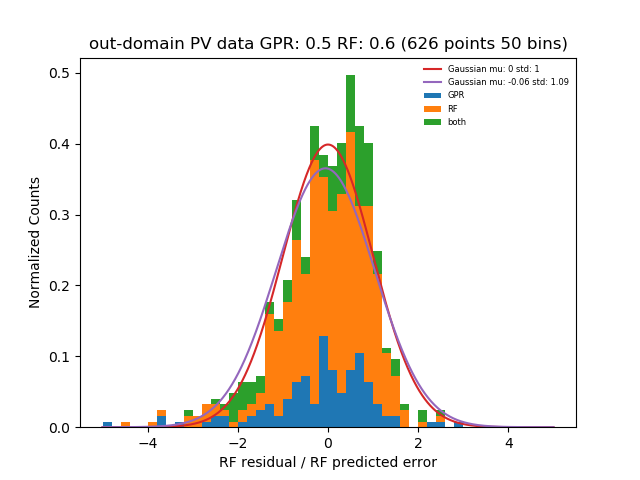 out-domain PV data GPR: 0.5 RF: 0.6 (626 points 50 bins)
Gaussian mu: 0 std: 1
Gaussian mu: -0.06 std: 1.09
GPR
RF
both
Normalized Counts
0.5
0.4
0.3
0.2
0.1
0.0
−4 −2 0 2 4
RF residual / RF predicted error